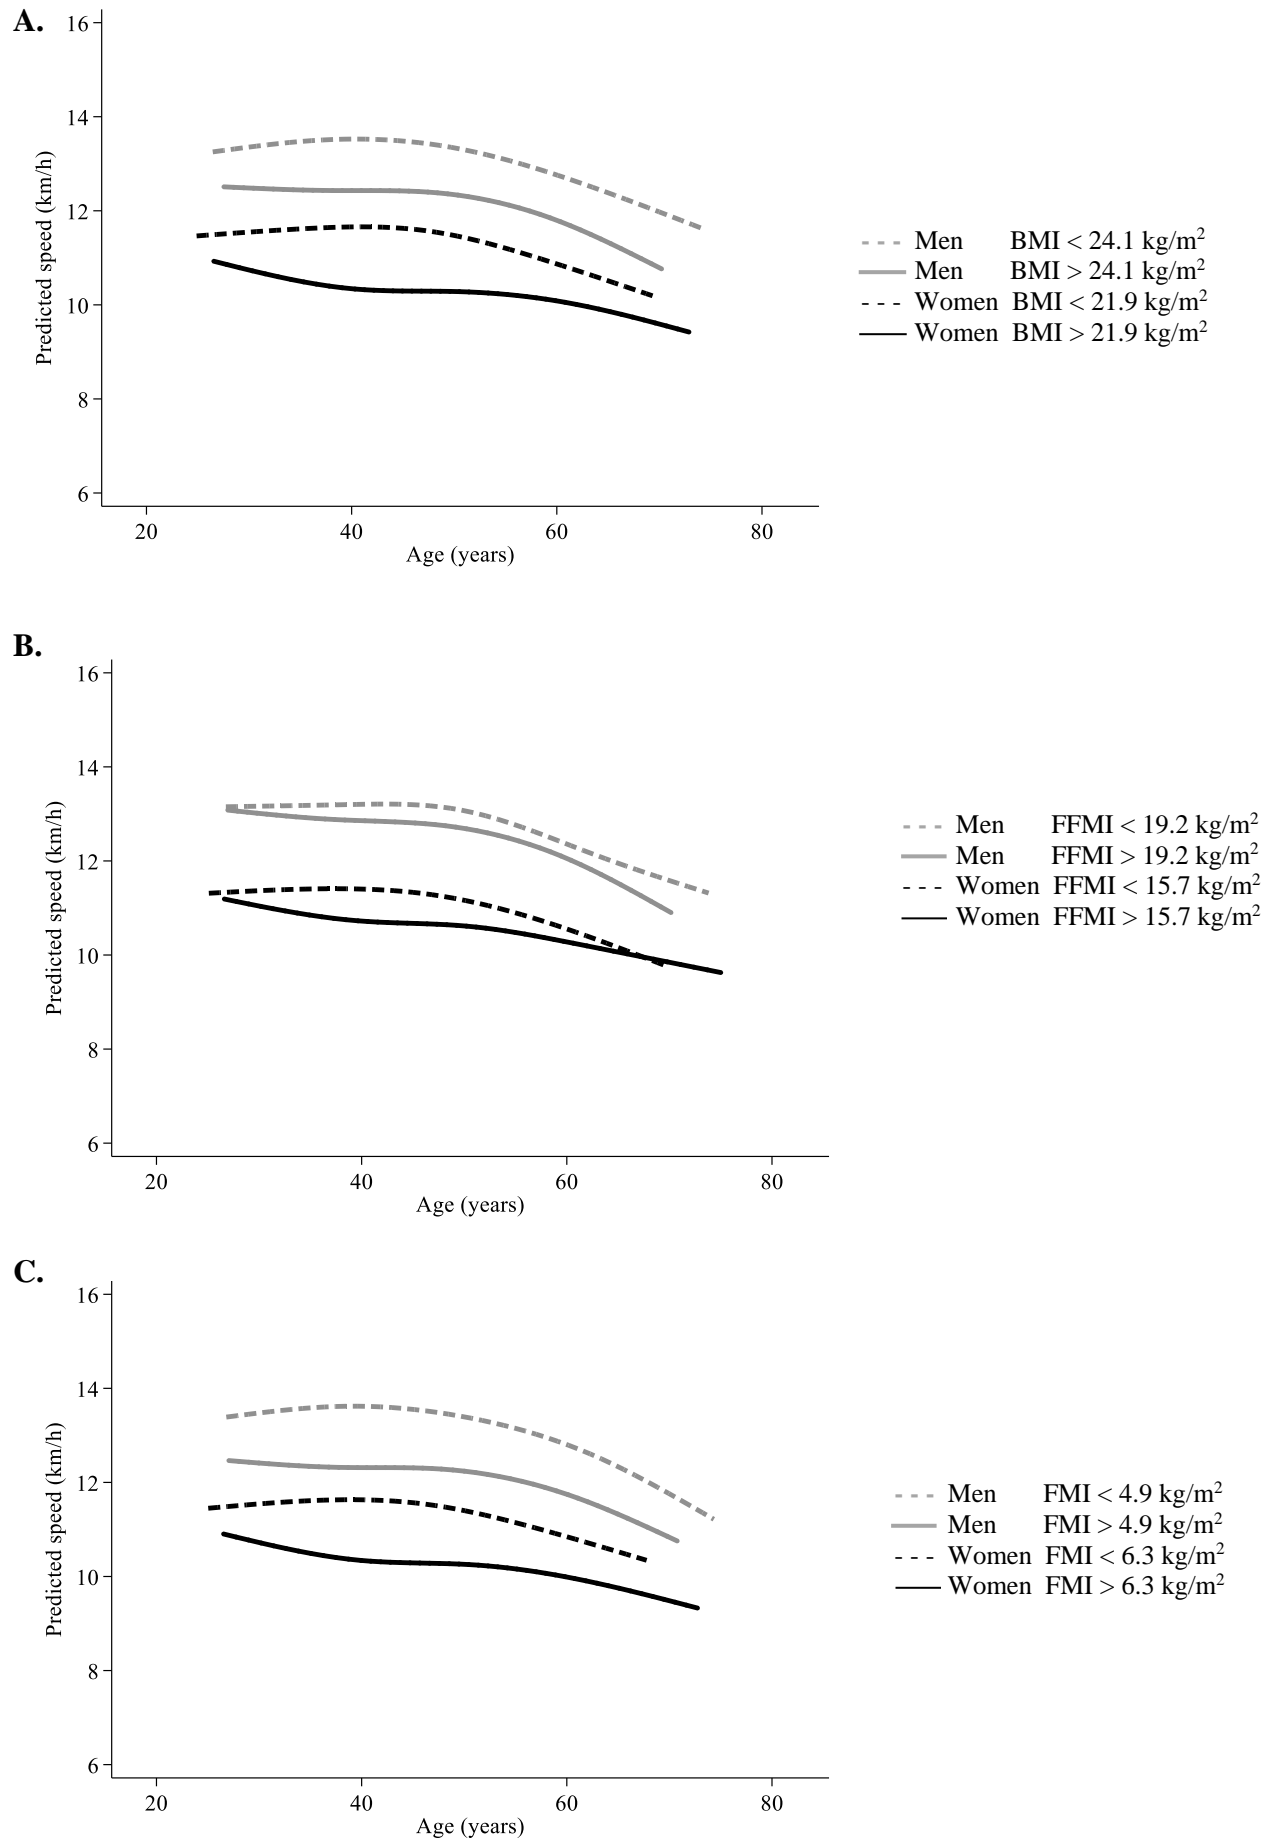 A.
16
14
12
10
8
6
Predicted speed (km/h)
20 40 60 80
Age (years)
Men BMI < 24.1 kg/m²
Men BMI > 24.1 kg/m²
Women BMI < 21.9 kg/m²
Women BMI > 21.9 kg/m²
B.
16
14
12
10
8
6
Predicted speed (km/h)
20 40 60 80
Age (years)
Men FFMI < 19.2 kg/m²
Men FFMI > 19.2 kg/m²
Women FFMI < 15.7 kg/m²
Women FFMI > 15.7 kg/m²
C.
16
14
12
10
8
6
Predicted speed (km/h)
20 40 60 80
Age (years)
Men FMI < 4.9 kg/m²
Men FMI > 4.9 kg/m²
Women FMI < 6.3 kg/m²
Women FMI > 6.3 kg/m²